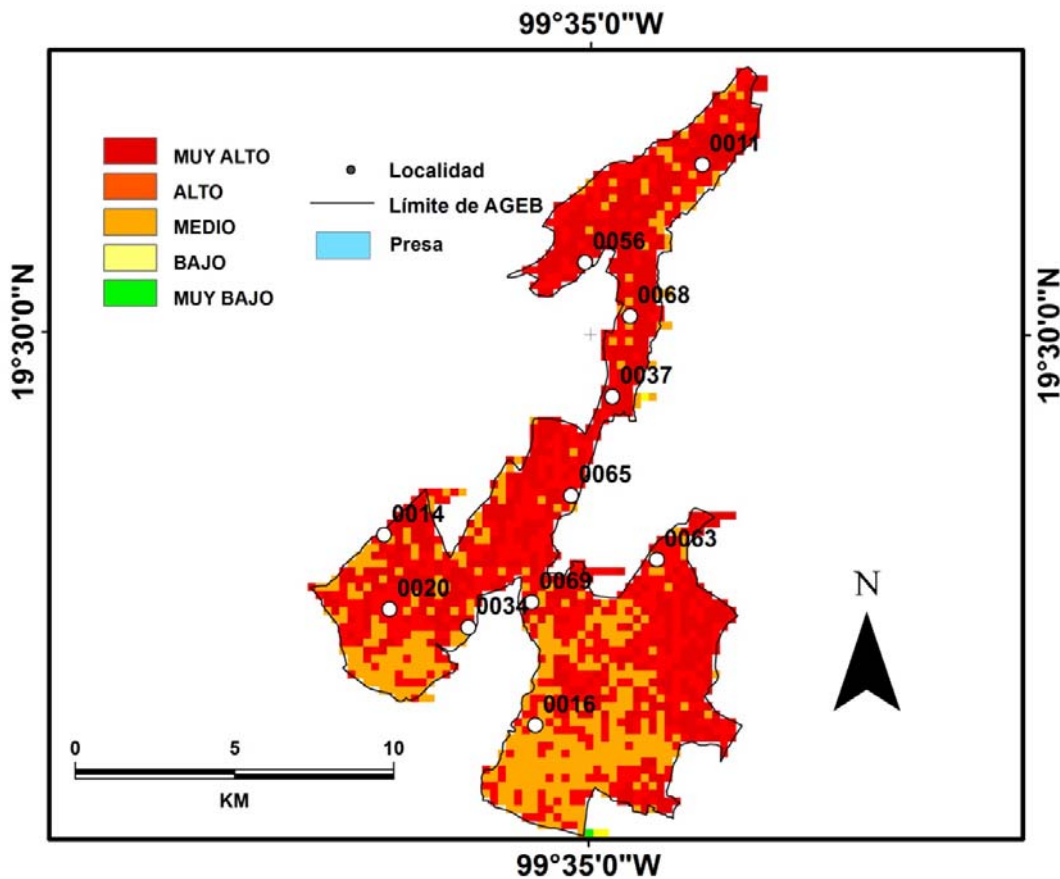 99°35'0"W
MUY ALTO
ALTO
MEDIO
BAJO
MUY BAJO
Localidad
Límite de AGEB
Presa
19°30'0"N
19°30'0"N
0011
0056
0068
0037
0065
0014
0063
0020
0069
0034
0016
N
0 5 10
KM
99°35'0"W